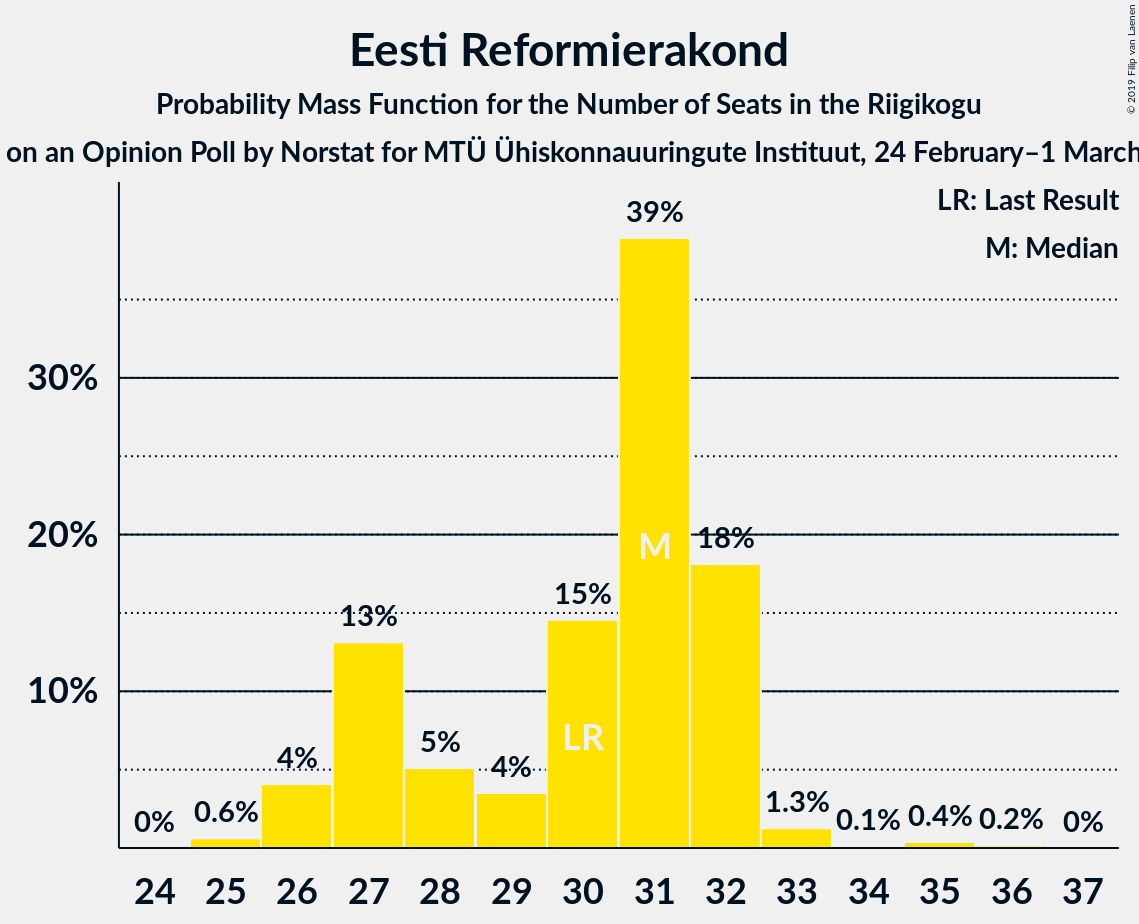 Eesti Reformierakond
Probability Mass Function for the Number of Seats in the Riigikogu
on an Opinion Poll by Norstat for MTÜ Ühiskonnauuringute Instituut, 24 February–1 March
© 2019 Filip van Laenen
LR: Last Result
M: Median
39%
30%
20%
18%
M
15%
13%
10%
LR
5%
4%
4%
0%
0.6%
1.3%
0.1%
0.4%
0.2%
0%
24 25 26 27 28 29 30 31 32 33 34 35 36 37